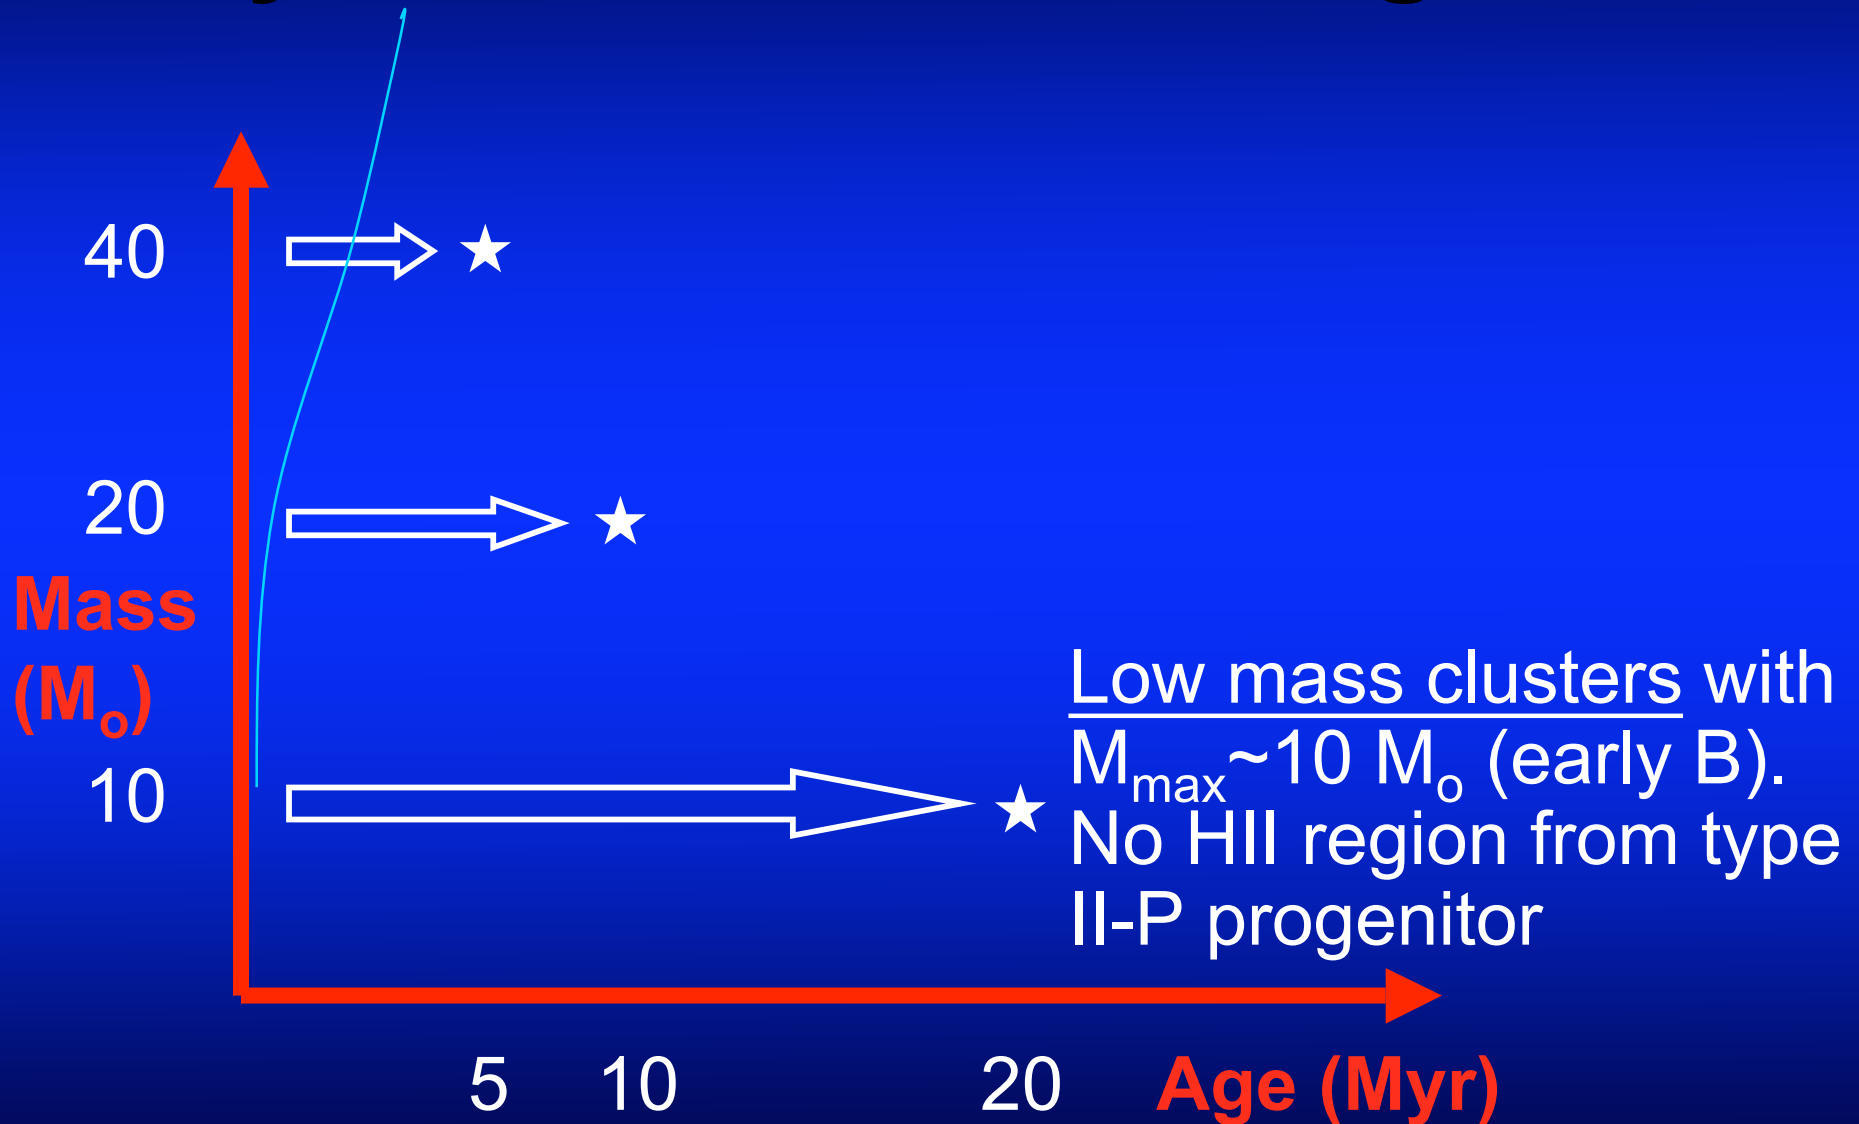 40
20
Mass
(Mo)
10
Low mass clusters with
Mmax~10 Mo (early B).
No HII region from type
II-P progenitor
5 10 20 Age (Myr)